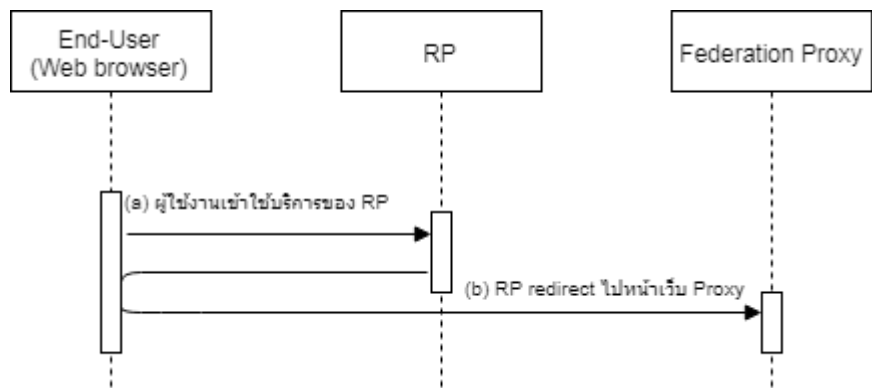 End-User
(Web browser)
RP
Federation Proxy
(a) ผู้ใช้งานเข้าใช้บริการของ RP
(b) RP redirect ไปหน้าเว็บ Proxy